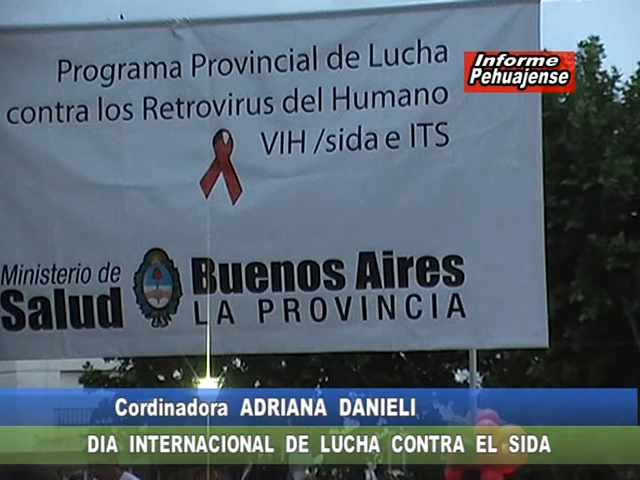 Programa Provincial de Lucha
contra los Retrovirus del Humano
VIH /sida e ITS
Informe
Pehuajense
Ministerio de
Salud
Buenos Aires
LA PROVINCIA
Cordinadora ADRIANA DANIELI
DIA INTERNACIONAL DE LUCHA CONTRA EL SIDA